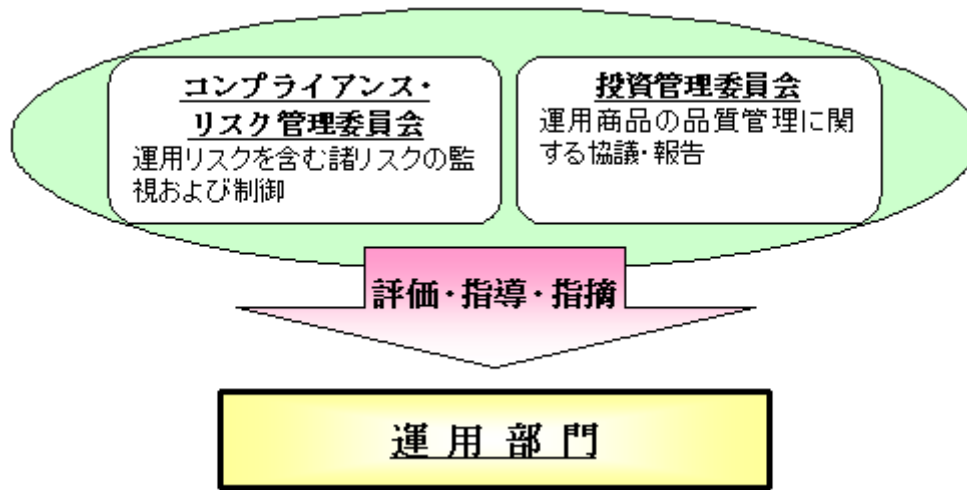 コンプライアンス・
リスク管理委員会
運用リスクを含む諸リスクの監
視および制御
投資管理委員会
運用商品の品質管理に関
する協議・報告
評価・指導・指摘
運用部門